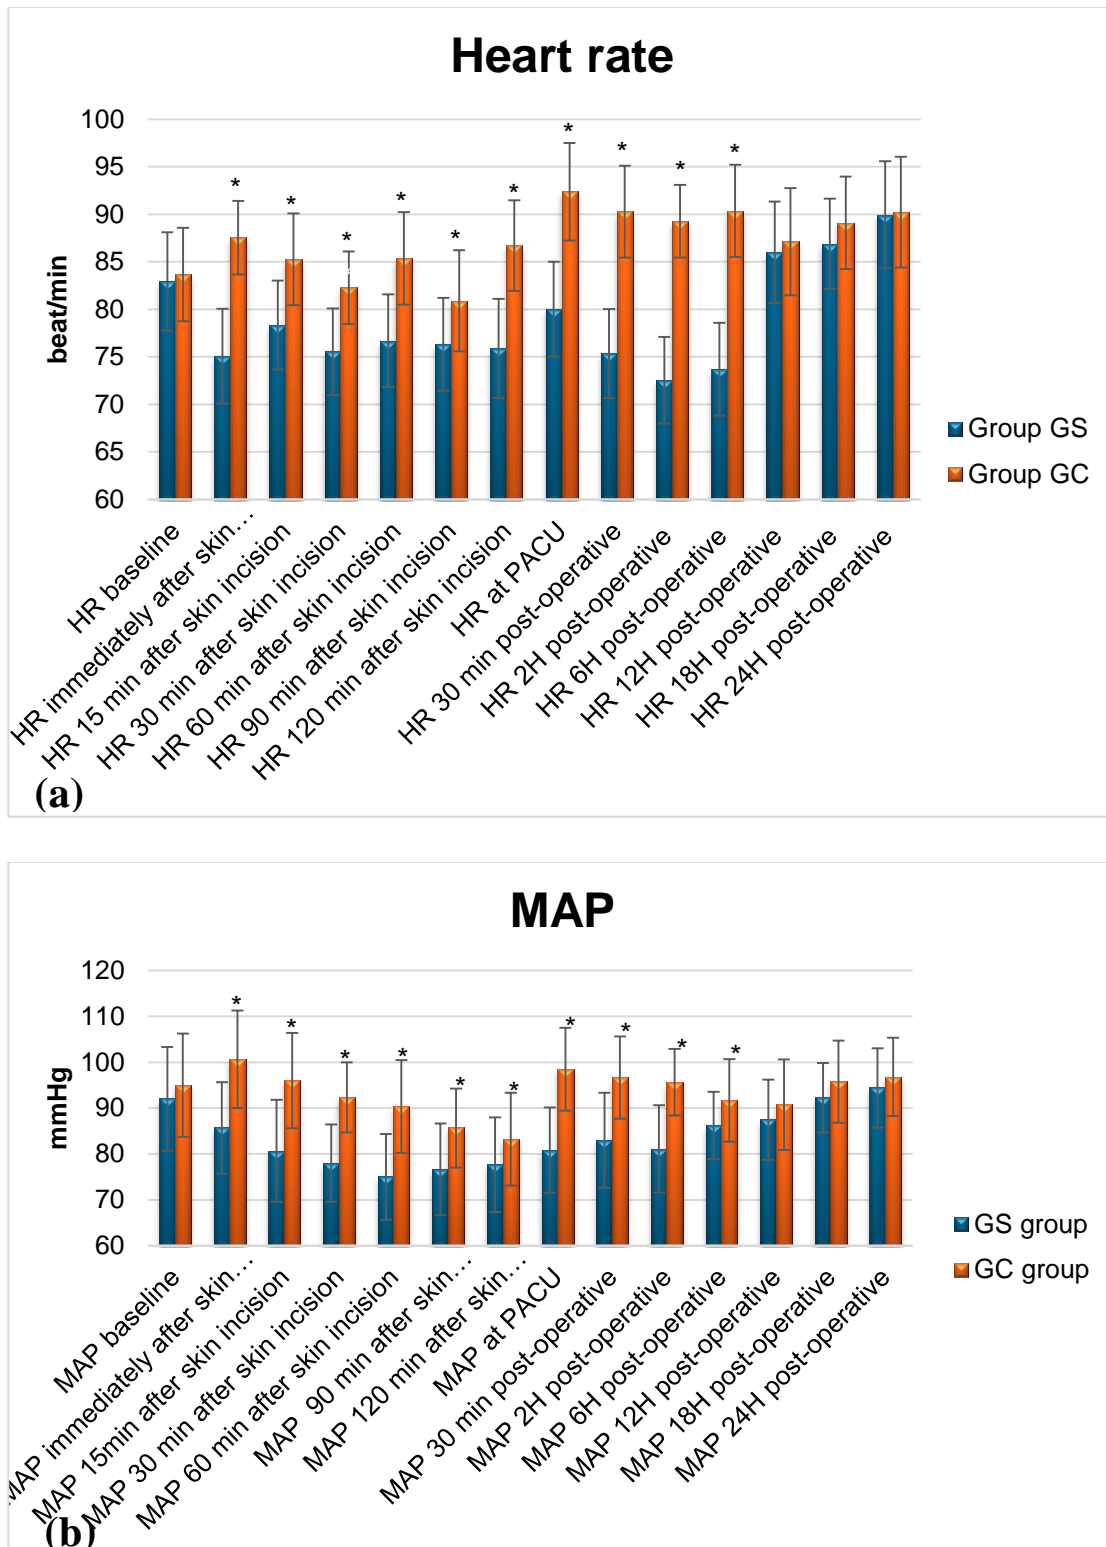 Heart rate
100
95
90
85
80
75
70
65
60
beat/min
* * * * * * * * * *
Group GS
Group GC
HR baseline
HR immediately after skin...
HR 15 min after skin incision
HR 30 min after skin incision
HR 60 min after skin incision
HR 90 min after skin incision
HR 120 min after skin incision
HR at PACU
HR 30 min post-operative
HR 2H post-operative
HR 6H post-operative
HR 12H post-operative
HR 18H post-operative
HR 24H post-operative
(a)
MAP
120
110
100
90
80
70
60
mmHg
* * * * * * * * * *
GS group
GC group
MAP baseline
MAP immediately after skin...
MAP 15min after skin incision
MAP 30 min after skin incision
MAP 60 min after skin incision
MAP 90 min after skin...
MAP 120 min after skin...
MAP at PACU
MAP 30 min post-operative
MAP 2H post-operative
MAP 6H post-operative
MAP 12H post-operative
MAP 18H post-operative
MAP 24H post-operative
(b)